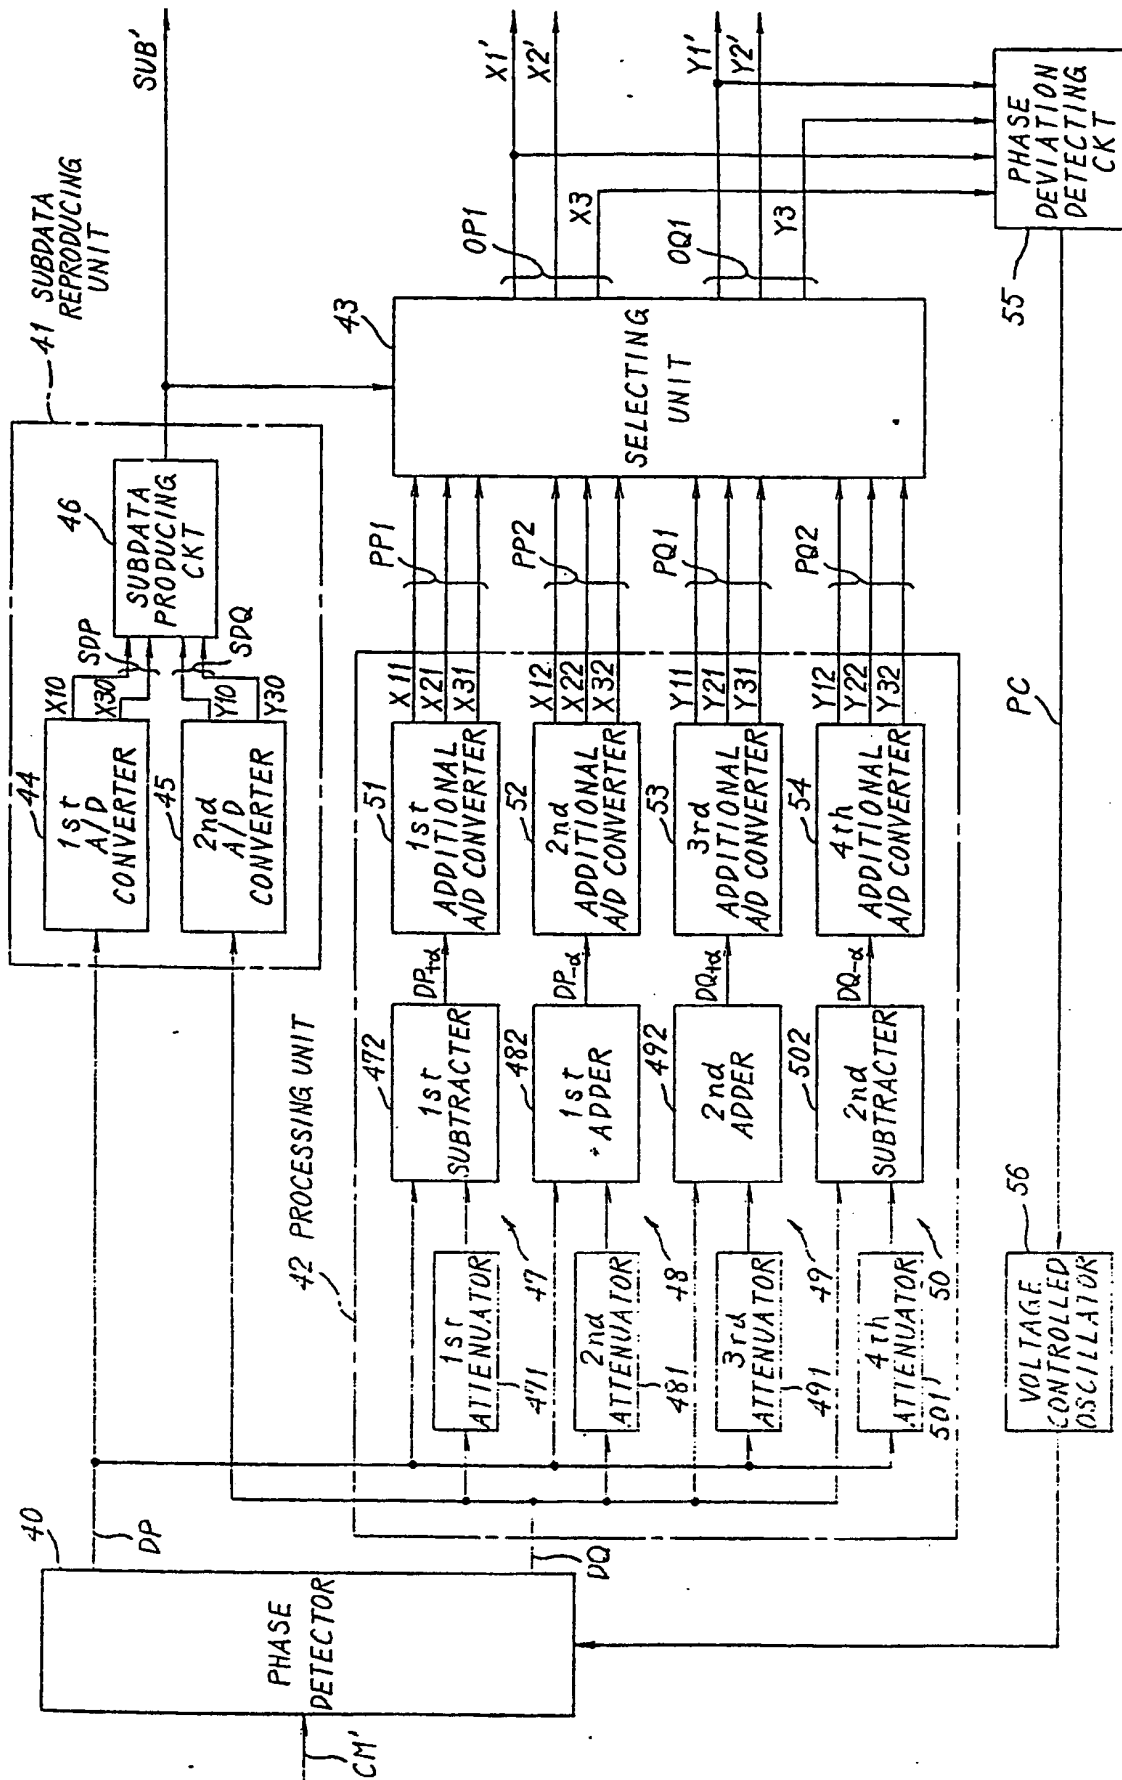 CM'
40
PHASE
DETECTOR
DP
DQ
41 SUBDATA
REPRODUCING
UNIT
44
1st
A/D
CONVERTER
45
2nd
A/D
CONVERTER
X10
X30
SDP
Y10
Y30
SDQ
46
SUBDATA
PRODUCING
CKT
SUB'
42 PROCESSING UNIT
1st
ATTENUATOR
471
47
2nd
ATTENUATOR
481
48
3rd
ATTENUATOR
491
49
4th
ATTENUATOR
501
50
472
1st
SUBTRACTER
482
1st
ADDER
492
2nd
ADDER
502
2nd
SUBTRACTER
DP+α
DP-α
DQ+α
DQ-α
51
1st
ADDITIONAL
A/D CONVERTER
52
2nd
ADDITIONAL
A/D CONVERTER
53
3rd
ADDITIONAL
A/D CONVERTER
54
4th
ADDITIONAL
A/D CONVERTER
X11
X21
X31
X12
X22
X32
Y11
Y21
Y31
Y12
Y22
Y32
PP1
PP2
PQ1
PQ2
43
SELECTING
UNIT
OP1
OQ1
X1'
X2'
X3
Y1'
Y2'
Y3
PHASE
DEVIATION
DETECTING
CKT
55
PC
56
VOLTAGE
CONTROLLED
OSCILLATOR